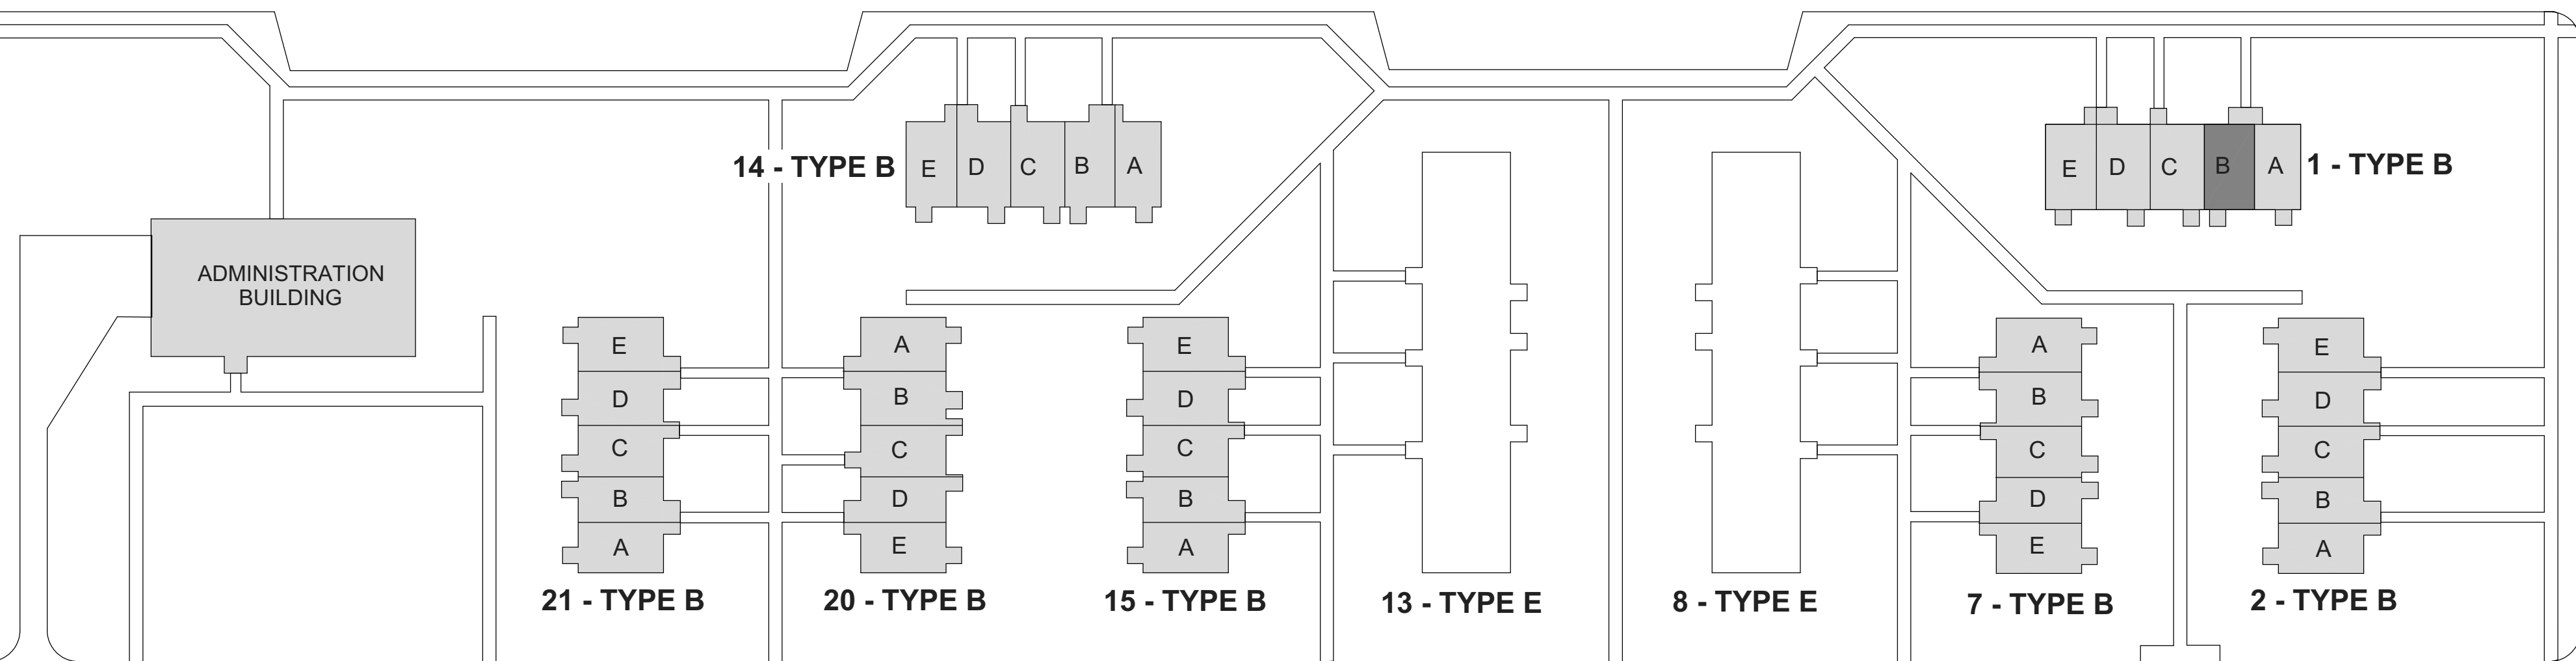 14 - TYPE B
E D C B A
E D C B A
1 - TYPE B
ADMINISTRATION
BUILDING
E
D
C
B
A
21 - TYPE B
A
B
C
D
E
20 - TYPE B
E
D
C
B
A
15 - TYPE B
13 - TYPE E
8 - TYPE E
A
B
C
D
E
7 - TYPE B
E
D
C
B
A
2 - TYPE B